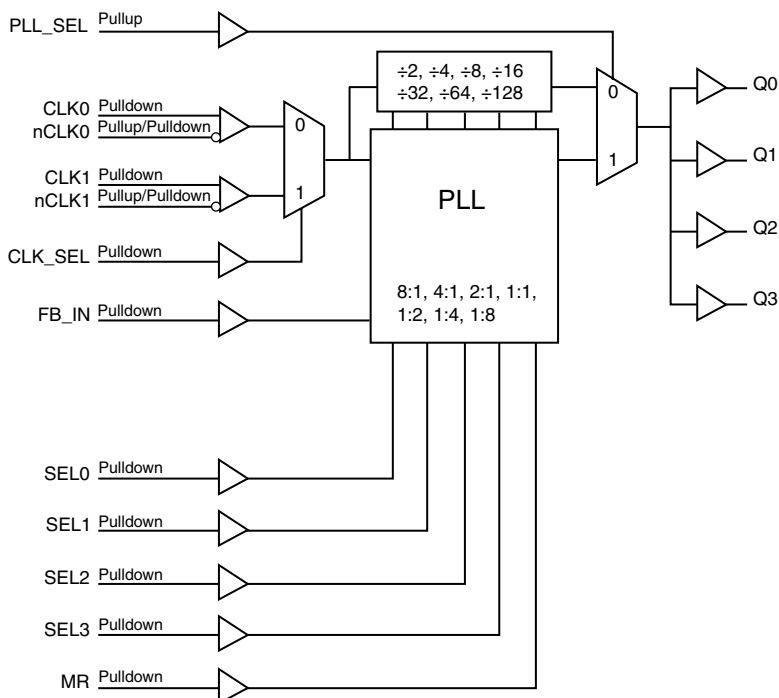 PLL_SEL Pullup
÷2, ÷4, ÷8, ÷16
÷32, ÷64, ÷128
0
Q0
CLK0 Pulldown
nCLK0 Pullup/Pulldown
0
1
Q1
CLK1 Pulldown
nCLK1 Pullup/Pulldown
1
PLL
Q2
CLK_SEL Pulldown
8:1, 4:1, 2:1, 1:1,
1:2, 1:4, 1:8
Q3
FB_IN Pulldown
SEL0 Pulldown
SEL1 Pulldown
SEL2 Pulldown
SEL3 Pulldown
MR Pulldown